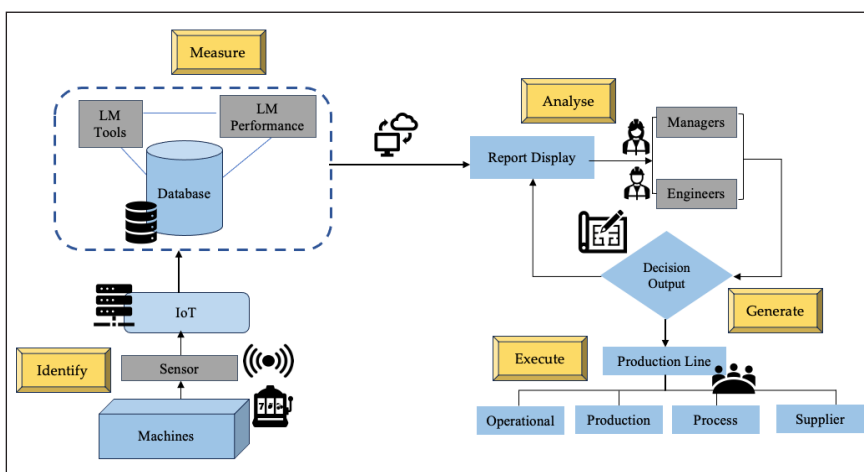 Measure
LM
Tools
LM
Performance
Database
IoT
Identify
Sensor
Machines
Analyse
Report Display
Managers
Engineers
Decision
Output
Generate
Execute
Production Line
Operational
Production
Process
Supplier